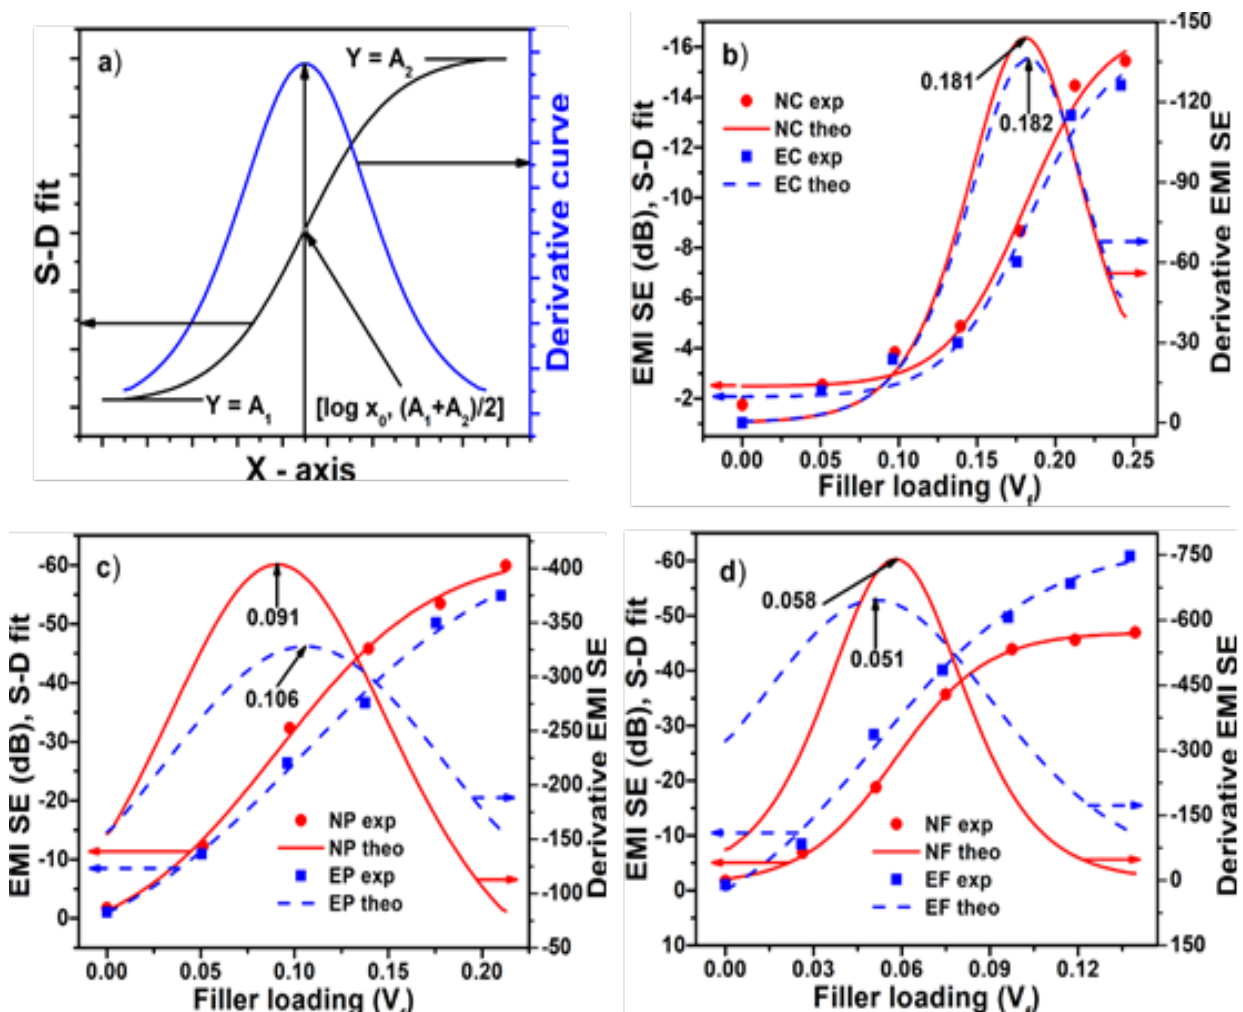 a)
Y = A2
S-D fit
Derivative curve
Y = A1
[log x0, (A1+A2)/2]
X - axis
b)
-16
-14
-12
-10
-8
-6
-4
-2
EMI SE (dB), S-D fit
NC exp
NC theo
EC exp
EC theo
0.181
0.182
-150
-120
-90
-60
-30
0
Derivative EMI SE
0.00
0.05
0.10
0.15
0.20
0.25
Filler loading (Vf)
c)
-60
-50
-40
-30
-20
-10
0
EMI SE (dB), S-D fit
0.091
0.106
NP exp
NP theo
EP exp
EP theo
-400
-350
-300
-250
-200
-150
-100
-50
Derivative EMI SE
0.00
0.05
0.10
0.15
0.20
Filler loading (Vf)
d)
-60
-50
-40
-30
-20
-10
0
10
EMI SE (dB), S-D fit
0.058
0.051
NF exp
NF theo
EF exp
EF theo
-750
-600
-450
-300
-150
0
150
Derivative EMI SE
0.00
0.03
0.06
0.09
0.12
Filler loading (Vf)